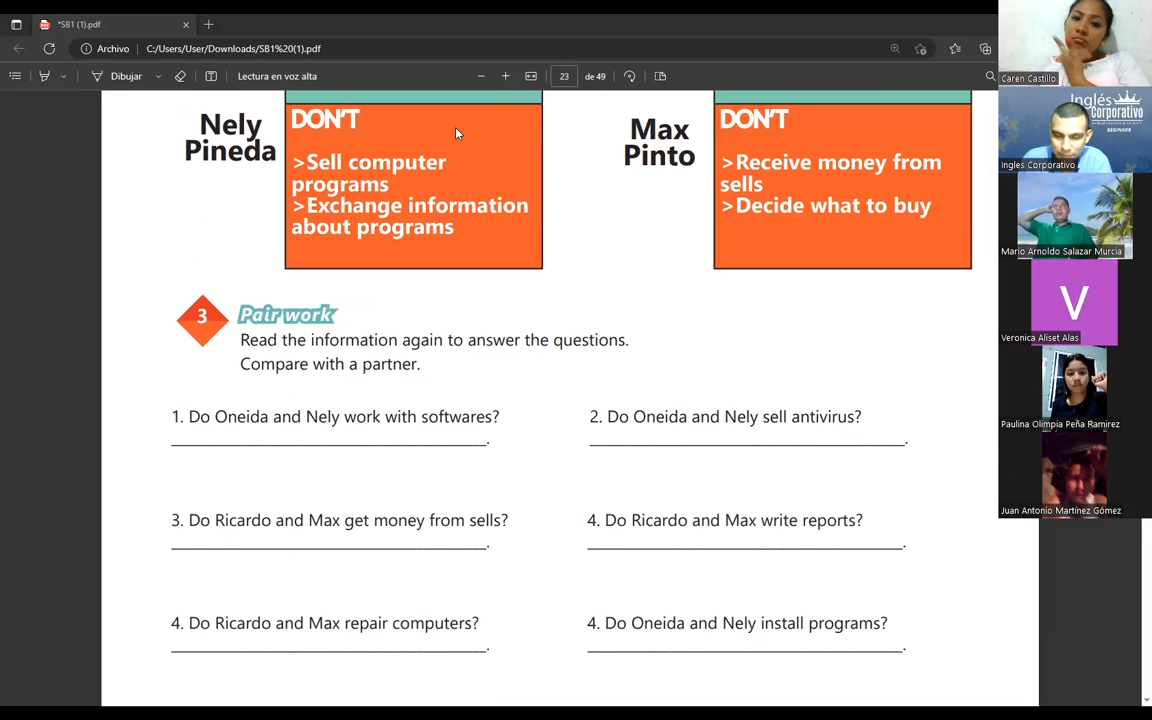 *SB1 (1).pdf
Archivo
C:/Users/User/Downloads/SB1%20(1).pdf
Dibujar
Lectura en voz alta
23
de 49
Nely
Pineda
DON'T
>Sell computer
programs
>Exchange information
about programs
Max
Pinto
DON'T
>Receive money from
sells
>Decide what to buy
3
Pair work
Read the information again to answer the questions.
Compare with a partner.
1. Do Oneida and Nely work with softwares?
2. Do Oneida and Nely sell antivirus?
3. Do Ricardo and Max get money from sells?
4. Do Ricardo and Max write reports?
4. Do Ricardo and Max repair computers?
4. Do Oneida and Nely install programs?
Caren Castillo
Inglés
Corporativo
BEGINNER
Ingles Corporativo
Mario Arnoldo Salazar Murcia
V
Veronica Aliset Alas
Paulina Olimpia Peña Ramirez
Juan Antonio Martínez Gómez